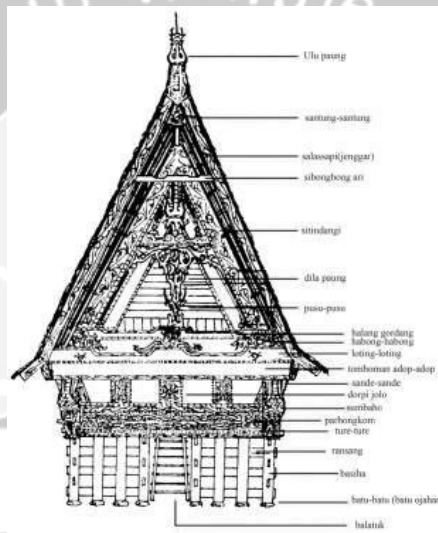 Ulu paung
santung-santung
salassapi(jenggar)
sibongbong ari
sitindangi
dila paung
pusu-pusu
halang gordang
habong-habong
loting-loting
tomboman adop-adop
sande-sande
dorpi jolo
sumbaho
parhongkom
ture-ture
ransang
basiha
batu-batu (batu ojahan
balatuk